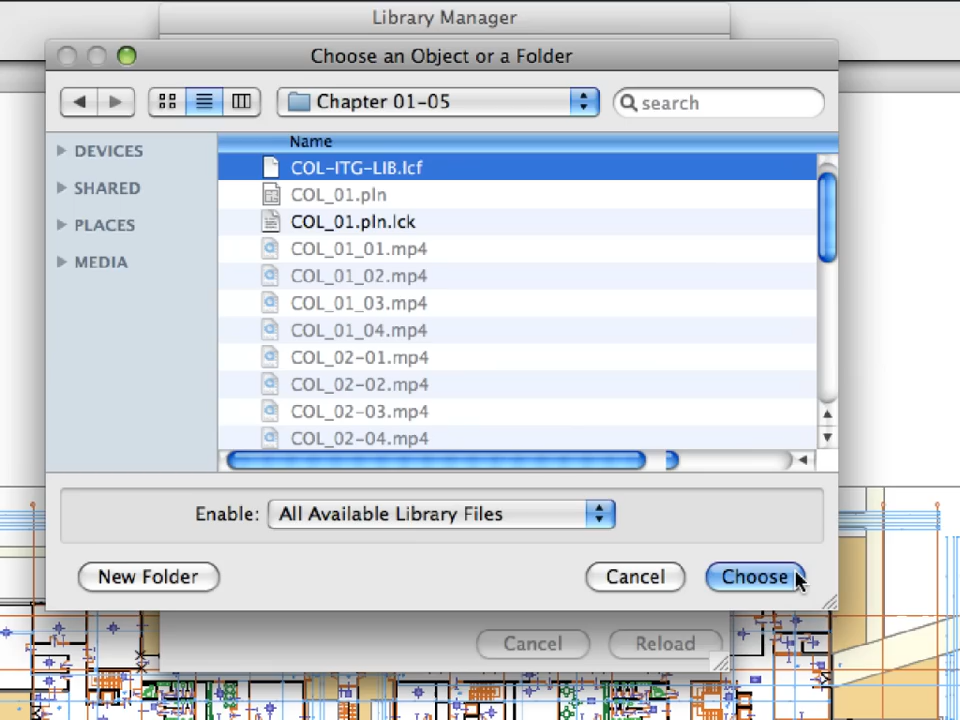 Library Manager
Choose an Object or a Folder
Chapter 01-05
search
DEVICES
SHARED
PLACES
MEDIA
Name
COL-ITG-LIB.lcf
COL_01.pln
COL_01.pln.lck
COL_01_01.mp4
COL_01_02.mp4
COL_01_03.mp4
COL_01_04.mp4
COL_02-01.mp4
COL_02-02.mp4
COL_02-03.mp4
COL_02-04.mp4
Enable: All Available Library Files
New Folder Cancel Choose
Cancel Reload